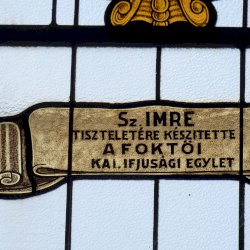 Sz. IMRE
TISZTELETÉRE KÉSZITETTE
A FOKTŐI
KAT. IFJUSÁGI EGYLET